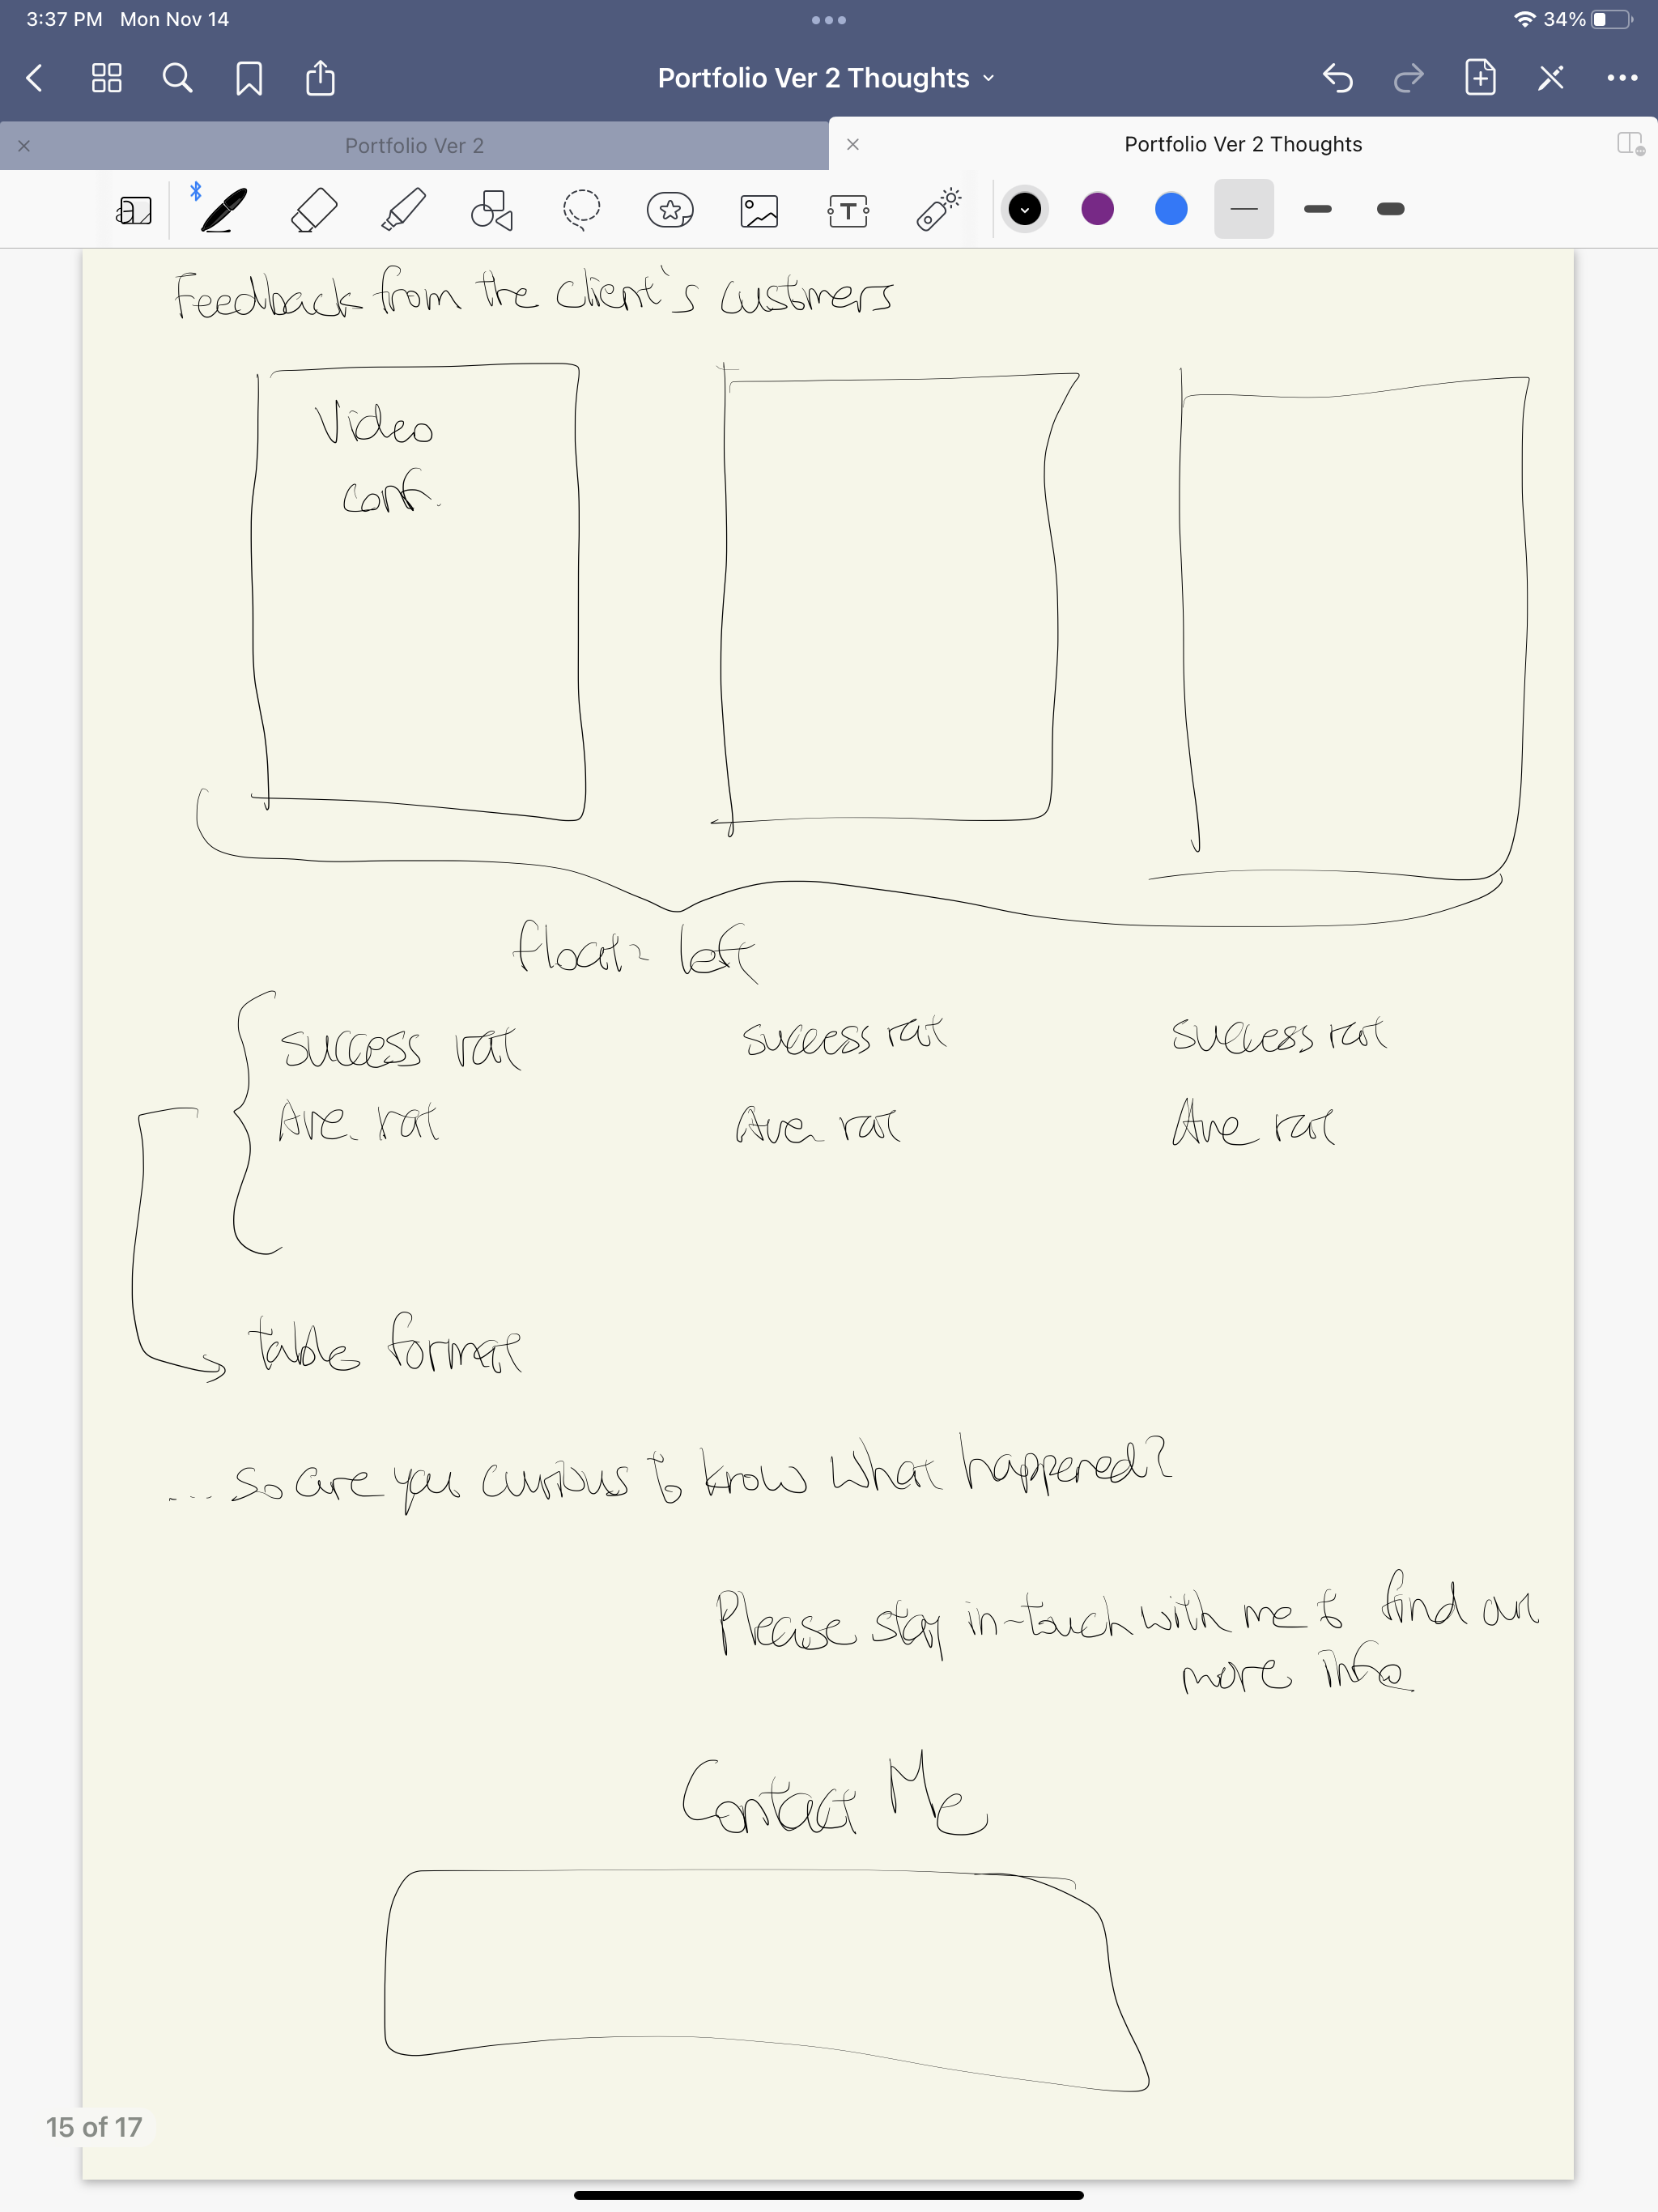 3:37 PM Mon Nov 14
34%
Portfolio Ver 2 Thoughts
Portfolio Ver 2
Portfolio Ver 2 Thoughts
T
Feedback from the client's customers
Video
conf.
float: left
success rat success rat success rat
Ave. rat Ave rat Ave rat
table format
... so are you curious to know what happened?
Please stay in-touch with me to find out
more info
Contact Me
15 of 17